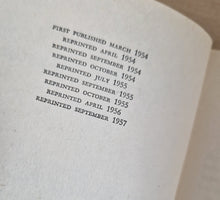 FIRST PUBLISHED MARCH 1954
REPRINTED APRIL 1954
REPRINTED SEPTEMBER 1954
REPRINTED OCTOBER 1954
REPRINTED JULY 1955
REPRINTED SEPTEMBER 1955
REPRINTED OCTOBER 1955
REPRINTED APRIL 1956
REPRINTED SEPTEMBER 1957